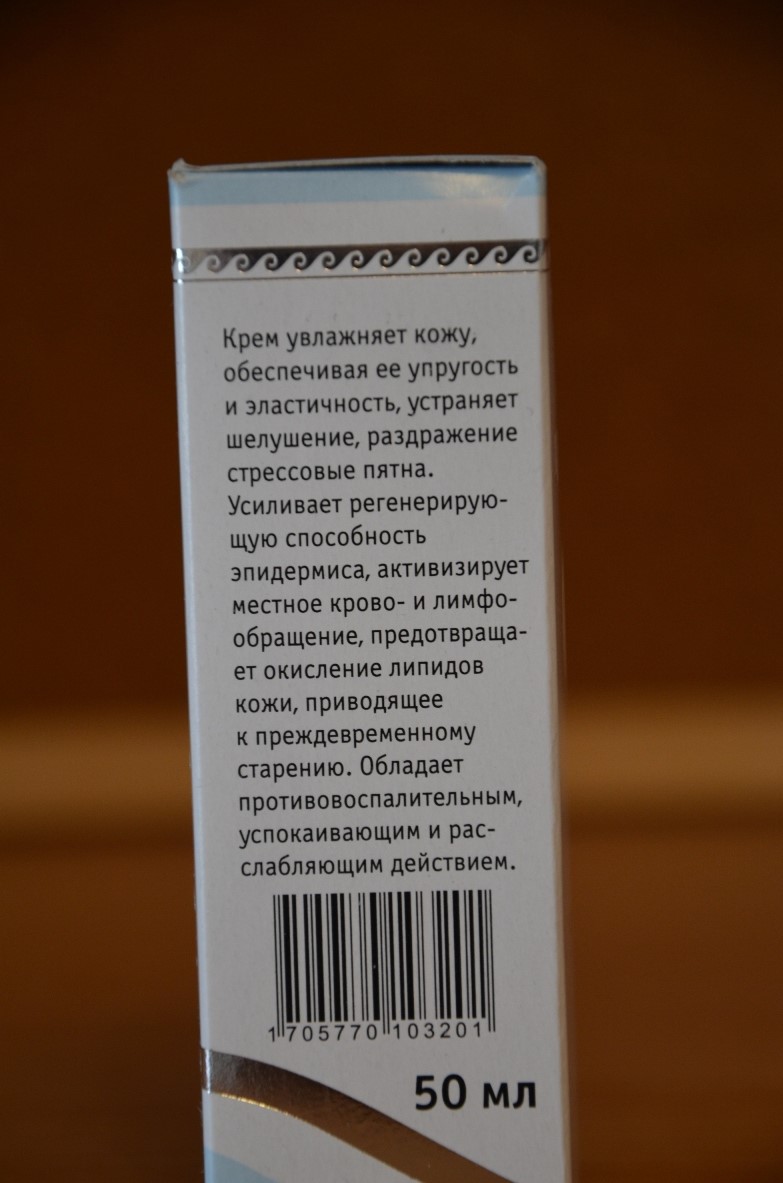 Крем увлажняет кожу,
обеспечивая ее упругость
и эластичность, устраняет
шелушение, раздражение
стрессовые пятна.
Усиливает регенерирую-
щую способность
эпидермиса, активизирует
местное крово- и лимфо-
обращение, предотвраща-
ет окисление липидов
кожи, приводящее
к преждевременному
старению. Обладает
противовоспалительным,
успокаивающим и рас-
слабляющим действием.
1 705770 103201
50 мл